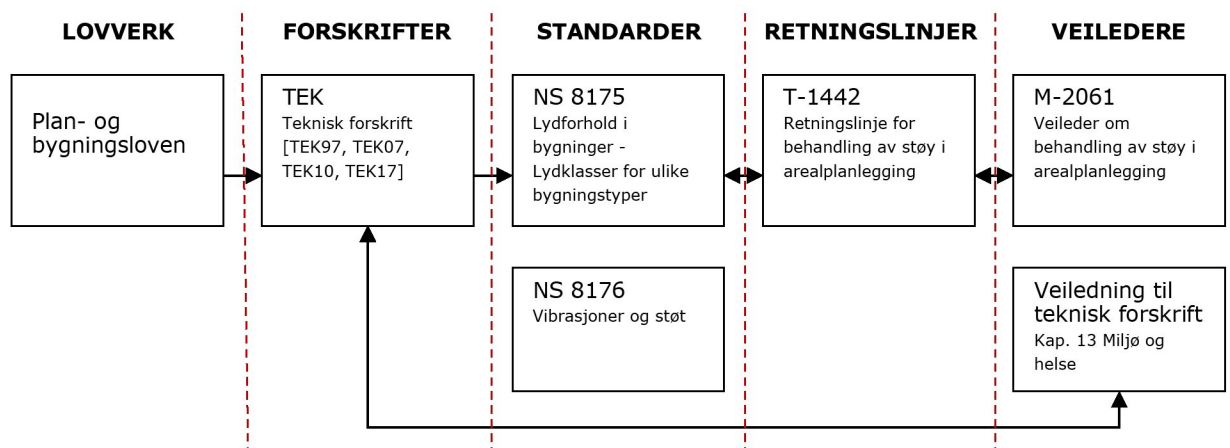 LOVVERK
FORSKRIFTER
STANDARDER
RETNINGSLINJER
VEILEDERE
Plan- og
bygningsloven
TEK
Teknisk forskrift
[TEK97, TEK07,
TEK10, TEK17]
NS 8175
Lydforhold i
bygninger -
Lydklasser for ulike
bygningstyper
T-1442
Retningslinje for
behandling av støy i
arealplanlegging
M-2061
Veileder om
behandling av støy i
arealplanlegging
NS 8176
Vibrasjoner og støt
Veiledning til
teknisk forskrift
Kap. 13 Miljø og
helse